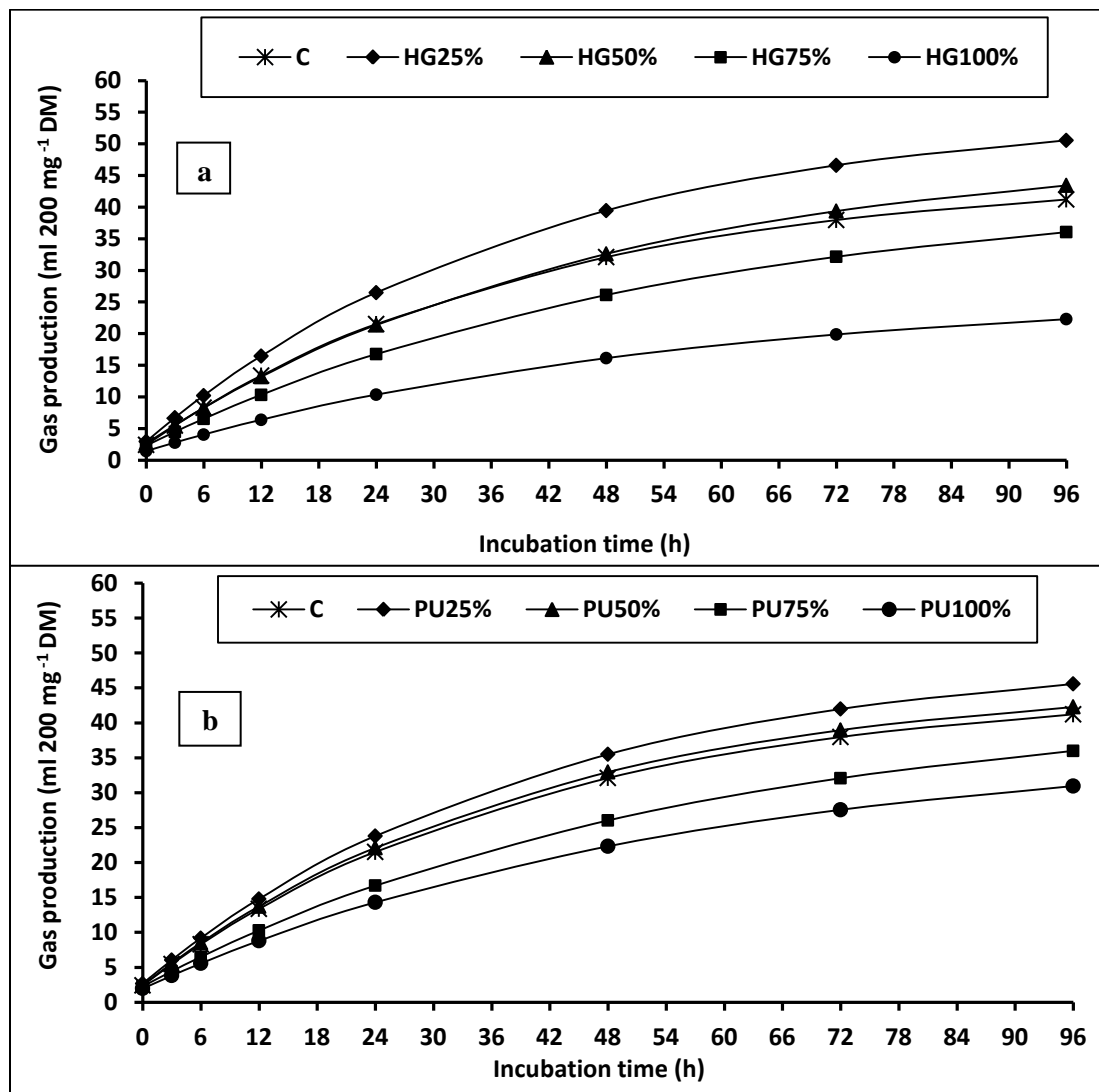 C HG25% HG50% HG75% HG100%
60
55
50
45
40
35
30
25
20
15
10
5
0
Gas production (ml 200 mg⁻¹ DM)
a
0 6 12 18 24 30 36 42 48 54 60 66 72 78 84 90 96
Incubation time (h)
C PU25% PU50% PU75% PU100%
60
55
50
45
40
35
30
25
20
15
10
5
0
Gas production (ml 200 mg⁻¹ DM)
b
0 6 12 18 24 30 36 42 48 54 60 66 72 78 84 90 96
Incubation time (h)